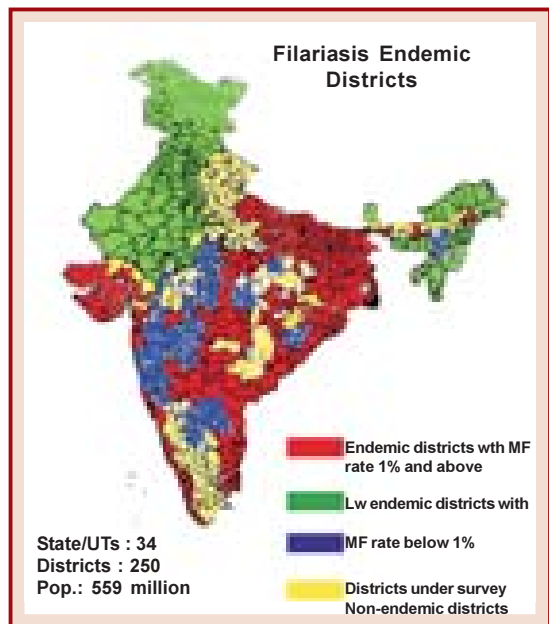 Filariasis Endemic
Districts
Endemic districts wth MF
rate 1% and above
Lw endemic districts with
MF rate below 1%
Districts under survey
Non-endemic districts
State/UTs : 34
Districts : 250
Pop.: 559 million